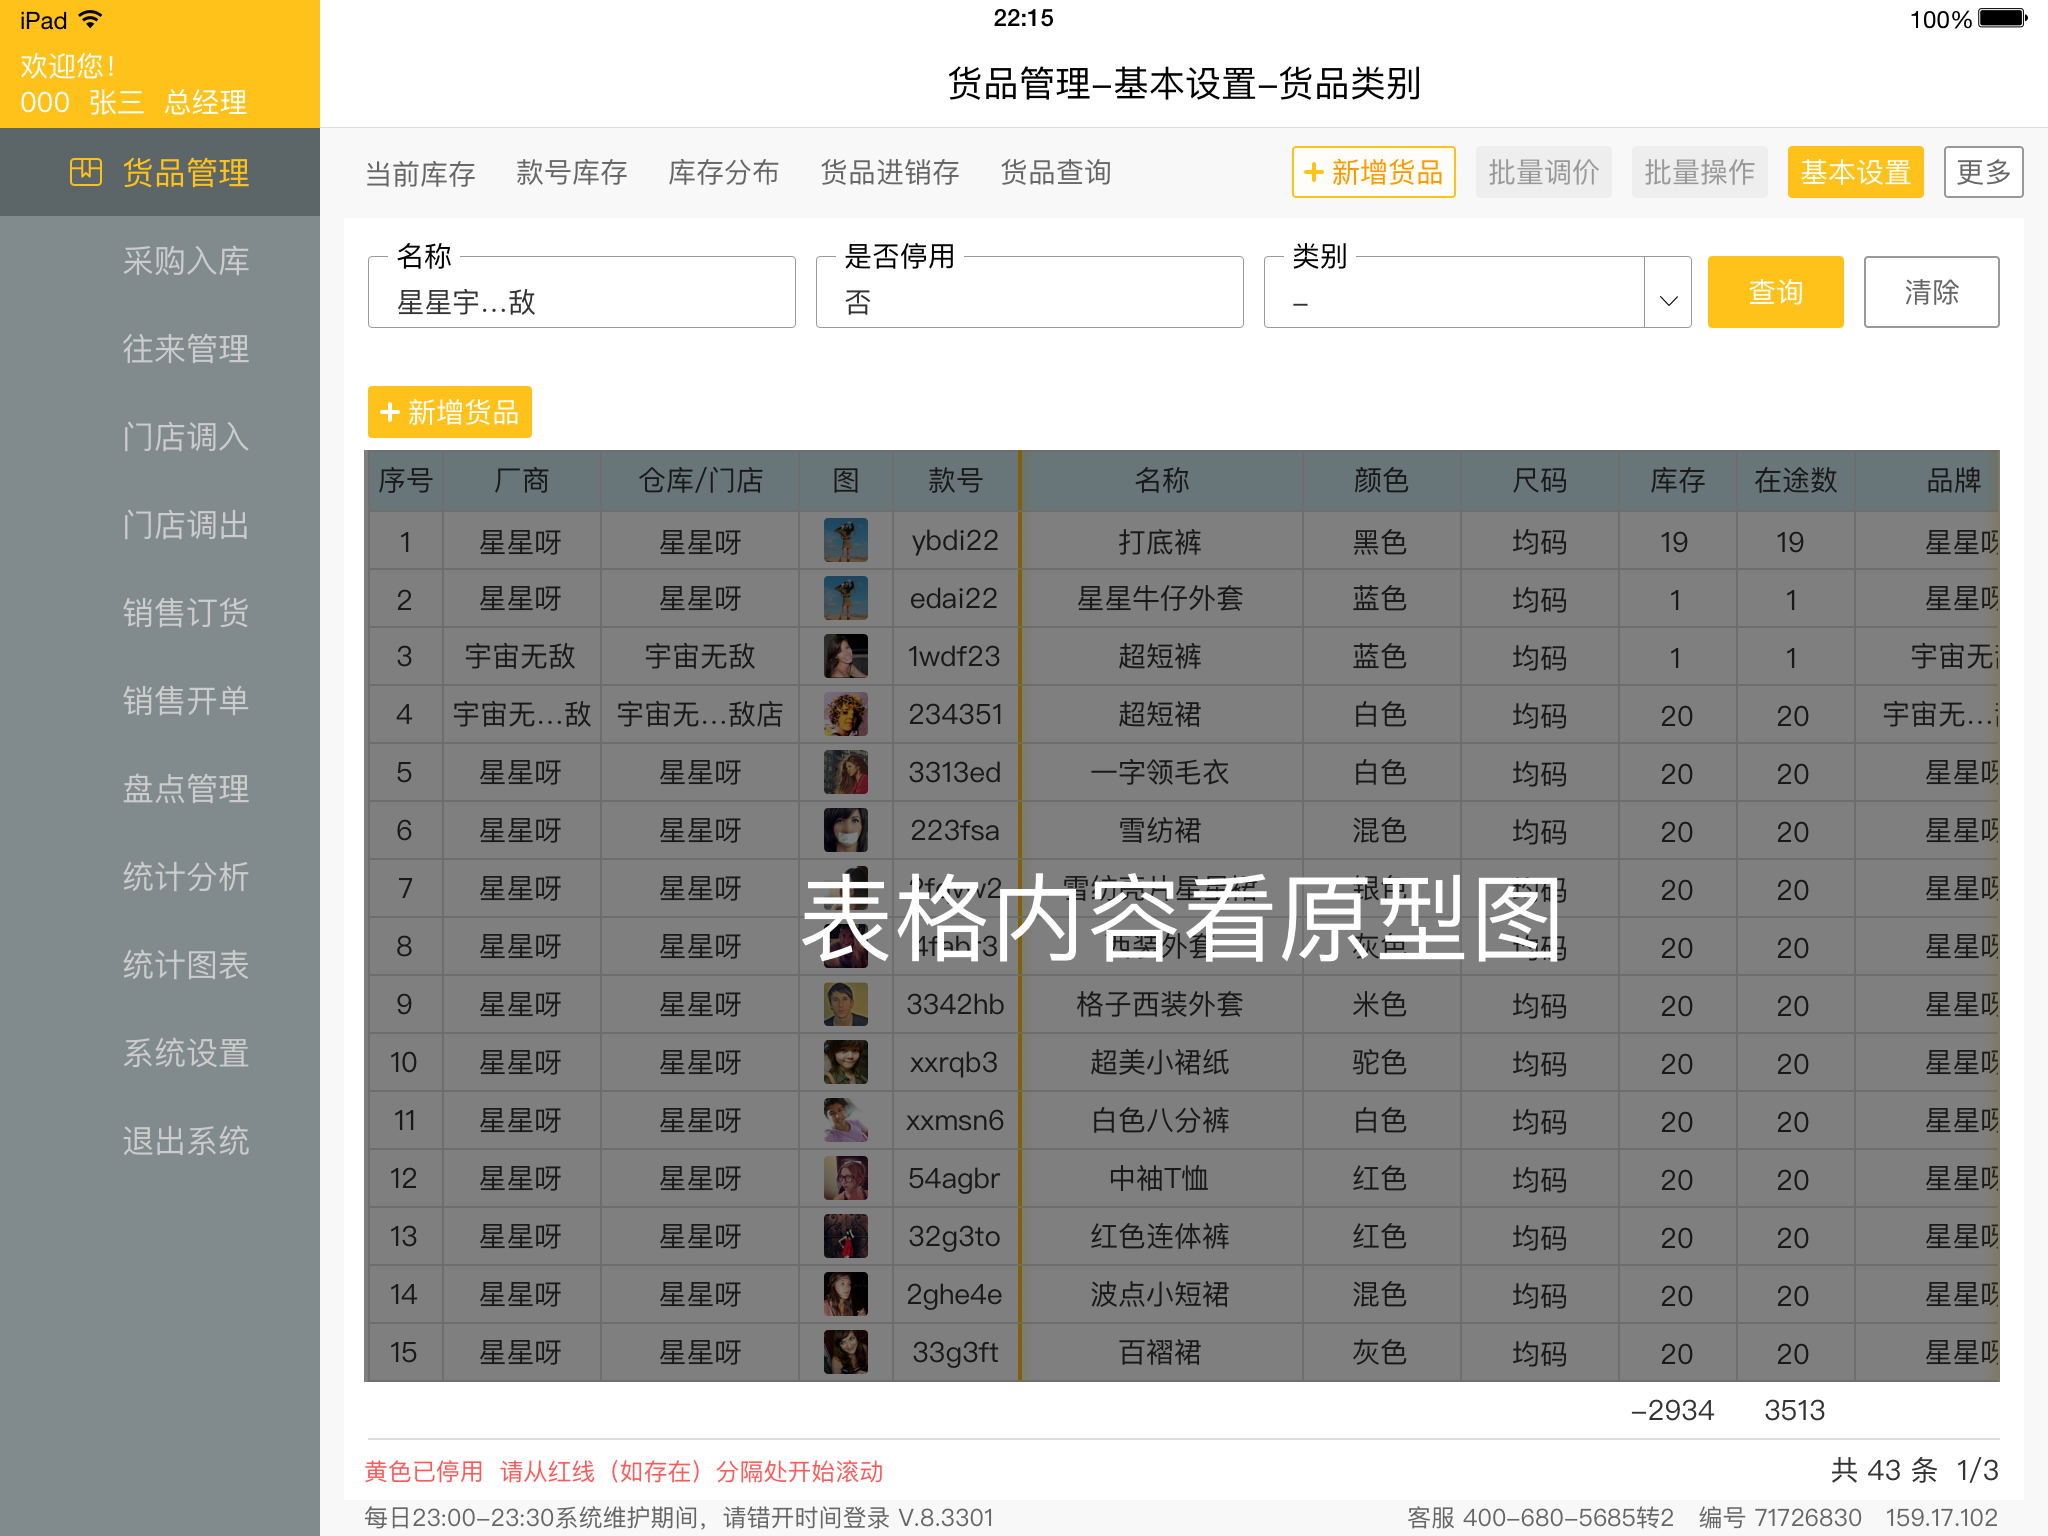 iPad 22:15 100%
欢迎您!
000 张三 总经理
货品管理-基本设置-货品类别
货品管理
采购入库
往来管理
门店调入
门店调出
销售订货
销售开单
盘点管理
统计分析
统计图表
系统设置
退出系统
当前库存 款号库存 库存分布 货品进销存 货品查询 +新增货品 批量调价 批量操作 基本设置 更多
名称 是否停用 类别
星星宇...敌 否 - 查询 清除
+新增货品
序号 厂商 仓库/门店 图 款号 名称 颜色 尺码 库存 在途数 品牌
1 星星呀 星星呀 ybdi22 打底裤 黑色 均码 19 19 星星呀
2 星星呀 星星呀 edai22 星星牛仔外套 蓝色 均码 1 1 星星呀
3 宇宙无敌 宇宙无敌 1wdf23 超短裤 蓝色 均码 1 1 宇宙无
4 宇宙无...敌 宇宙无...敌店 234351 超短裙 白色 均码 20 20 宇宙无...
5 星星呀 星星呀 3313ed 一字领毛衣 白色 均码 20 20 星星呀
6 星星呀 星星呀 223fsa 雪纺裙 混色 均码 20 20 星星呀
7 星星呀 星星呀 银色 均码 20 20 星星呀
表格内容看原型图
8 星星呀 星星呀 西装外套 灰色 均码 20 20 星星呀
9 星星呀 星星呀 3342hb 格子西装外套 米色 均码 20 20 星星呀
10 星星呀 星星呀 xxrqb3 超美小裙纸 驼色 均码 20 20 星星呀
11 星星呀 星星呀 xxmsn6 白色八分裤 白色 均码 20 20 星星呀
12 星星呀 星星呀 54agbr 中袖T恤 红色 均码 20 20 星星呀
13 星星呀 星星呀 32g3to 红色连体裤 红色 均码 20 20 星星呀
14 星星呀 星星呀 2ghe4e 波点小短裙 混色 均码 20 20 星星呀
15 星星呀 星星呀 33g3ft 百褶裙 灰色 均码 20 20 星星呀
-2934 3513
黄色已停用 请从红线（如存在）分隔处开始滚动 共 43 条 1/3
每日23:00-23:30系统维护期间，请错开时间登录 V.8.3301 客服 400-680-5685转2 编号 71726830 159.17.102